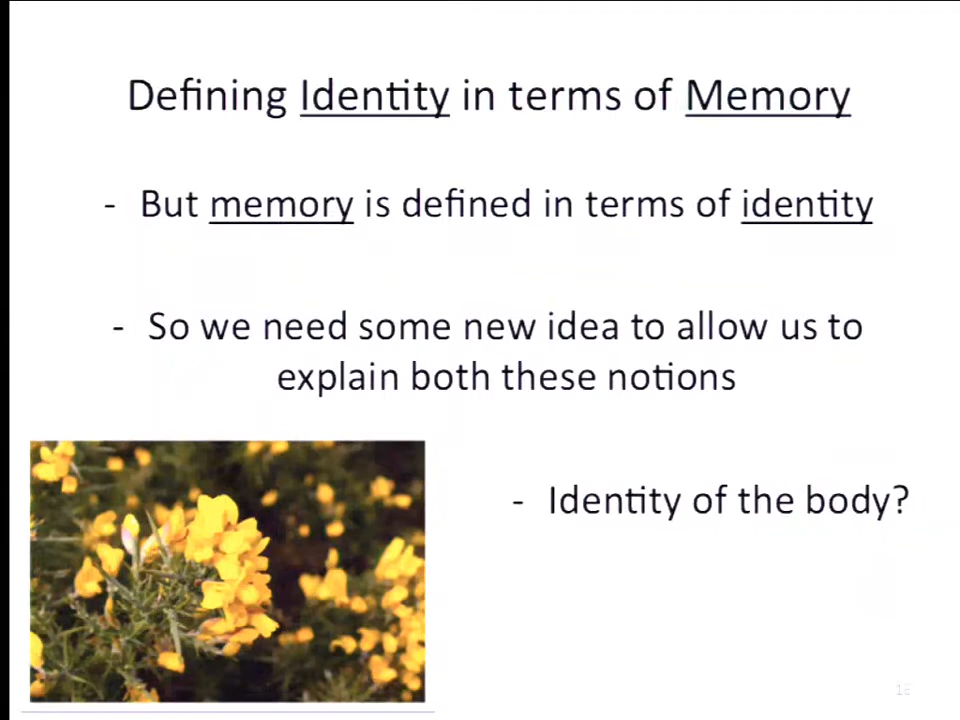 Defining Identity in terms of Memory
- But memory is defined in terms of identity
- So we need some new idea to allow us to
explain both these notions
- Identity of the body?